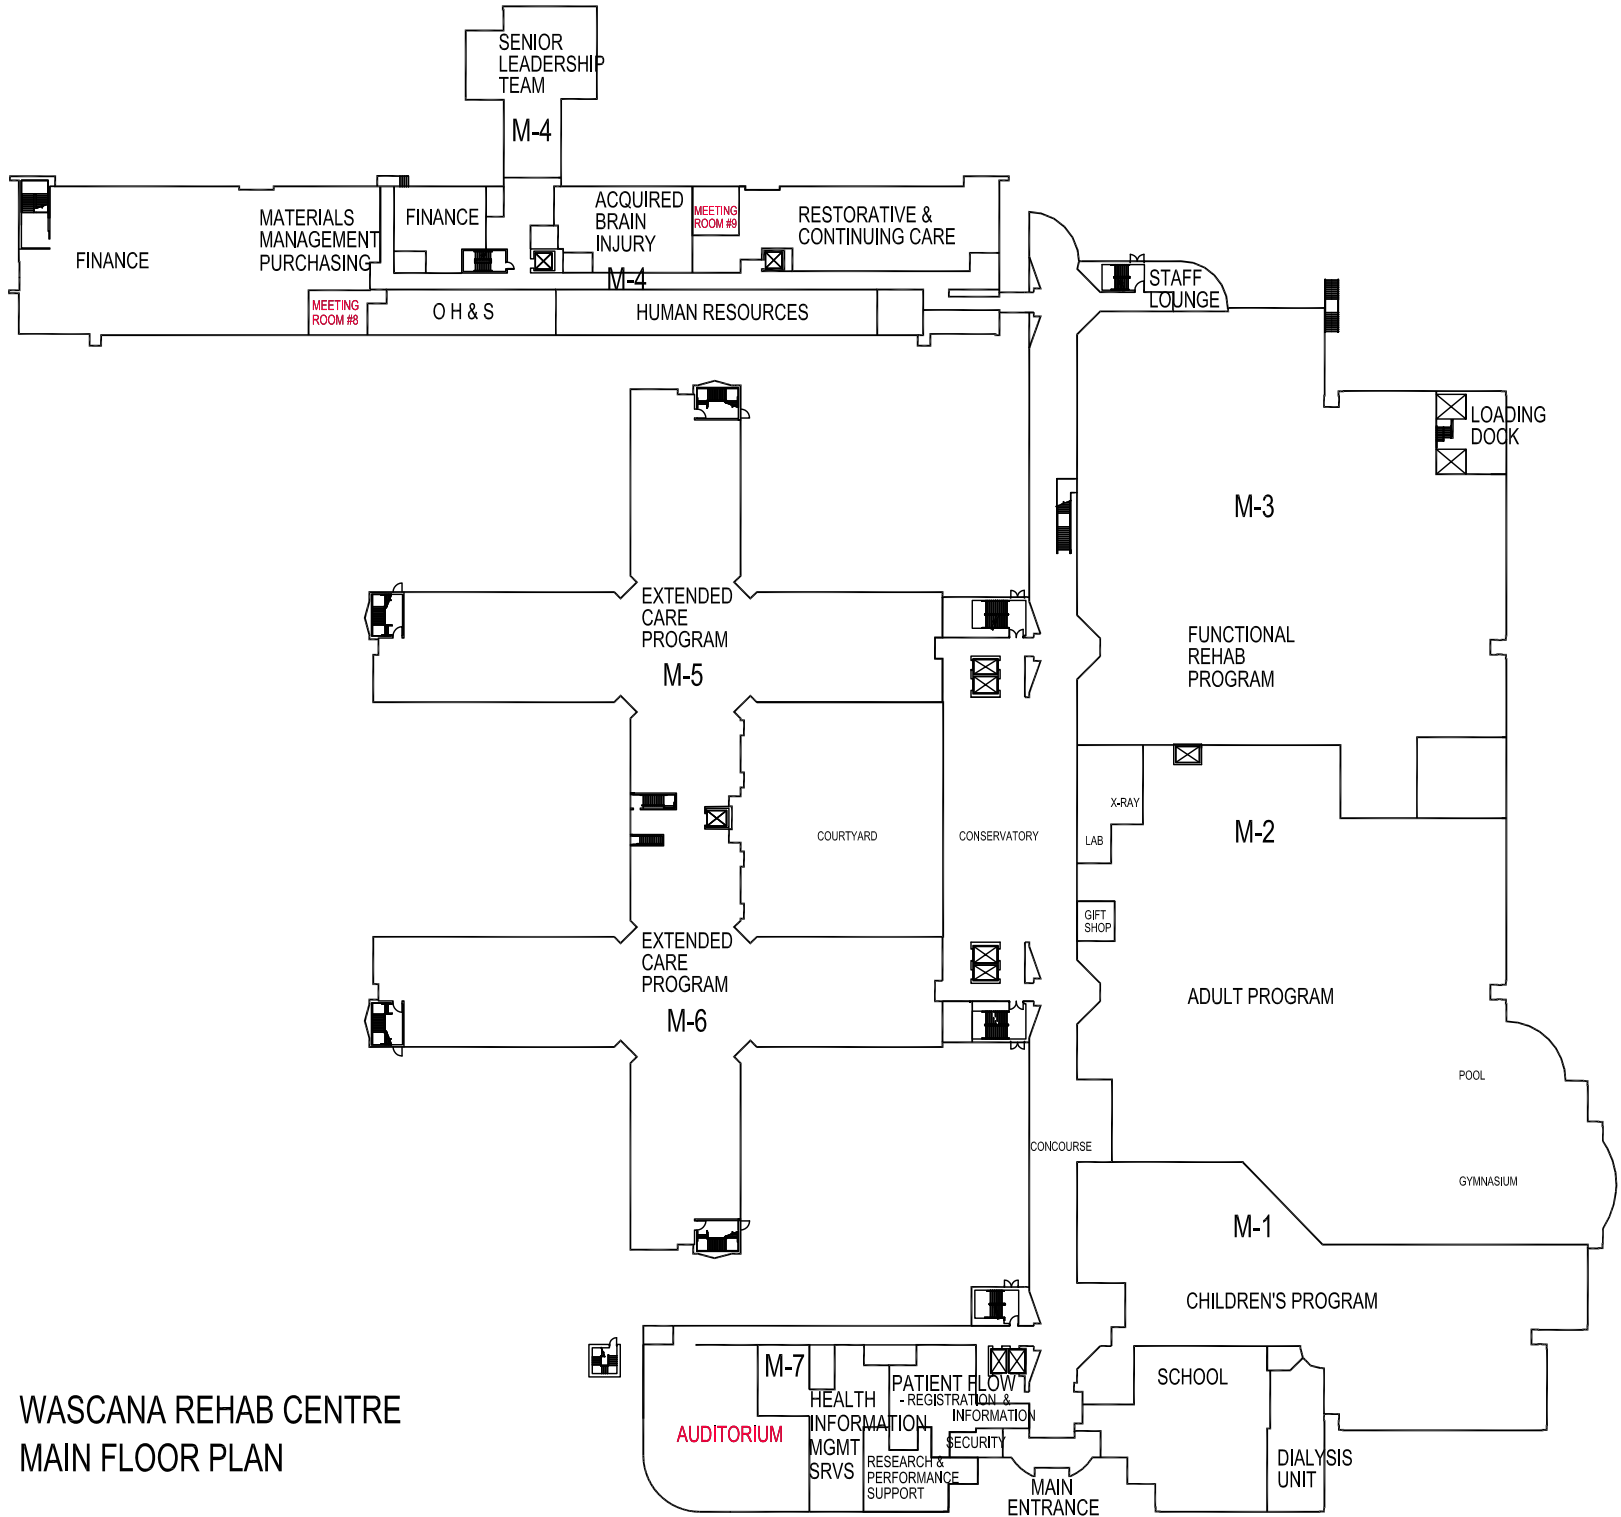 SENIOR
LEADERSHIP
TEAM
M-4
FINANCE
MATERIALS
MANAGEMENT
PURCHASING
FINANCE
ACQUIRED
BRAIN
INJURY
MEETING
ROOM #9
RESTORATIVE &
CONTINUING CARE
M-4
MEETING
ROOM #8
O H & S
HUMAN RESOURCES
STAFF
LOUNGE
LOADING
DOCK
M-3
FUNCTIONAL
REHAB
PROGRAM
EXTENDED
CARE
PROGRAM
M-5
COURTYARD
CONSERVATORY
X-RAY
LAB
M-2
GIFT
SHOP
EXTENDED
CARE
PROGRAM
M-6
ADULT PROGRAM
POOL
CONCOURSE
GYMNASIUM
M-1
CHILDREN'S PROGRAM
M-7
AUDITORIUM
HEALTH
INFORMATION
MGMT
SRVS
PATIENT FLOW
- REGISTRATION &
INFORMATION
SECURITY
RESEARCH &
PERFORMANCE
SUPPORT
MAIN
ENTRANCE
SCHOOL
DIALYSIS
UNIT
WASCANA REHAB CENTRE
MAIN FLOOR PLAN